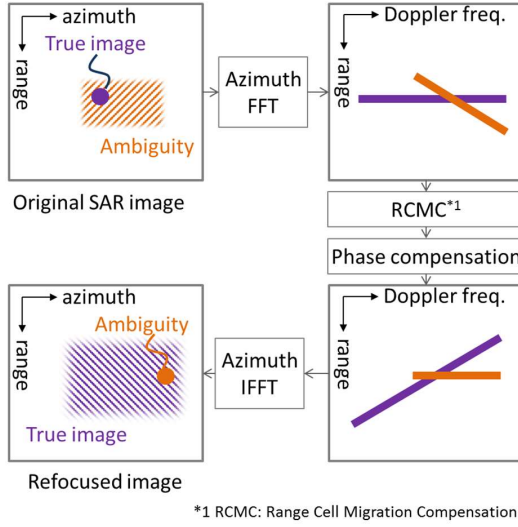 azimuth
True image
range
Ambiguity
Original SAR image
Azimuth
FFT
Doppler freq.
range
RCMC*1
Phase compensation
Doppler freq.
range
Azimuth
IFFT
azimuth
Ambiguity
range
True image
Refocused image
*1 RCMC: Range Cell Migration Compensation